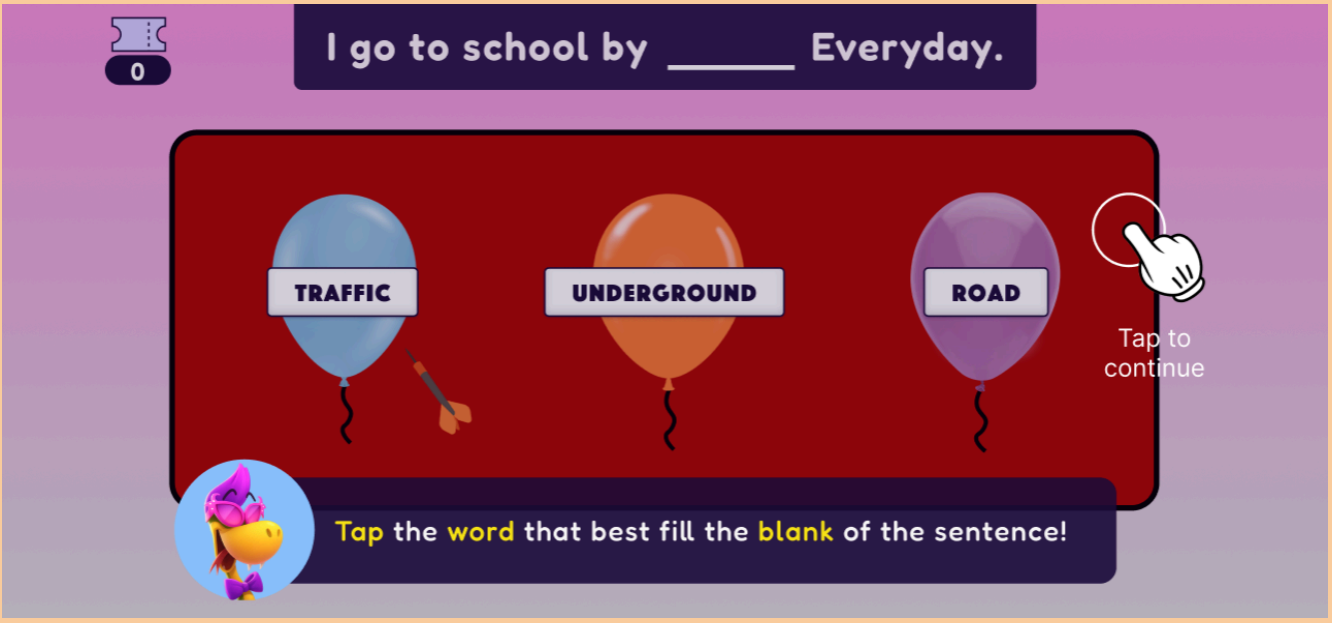 0
I go to school by ______ Everyday.
TRAFFIC
UNDERGROUND
ROAD
Tap to
continue
Tap the word that best fill the blank of the sentence!